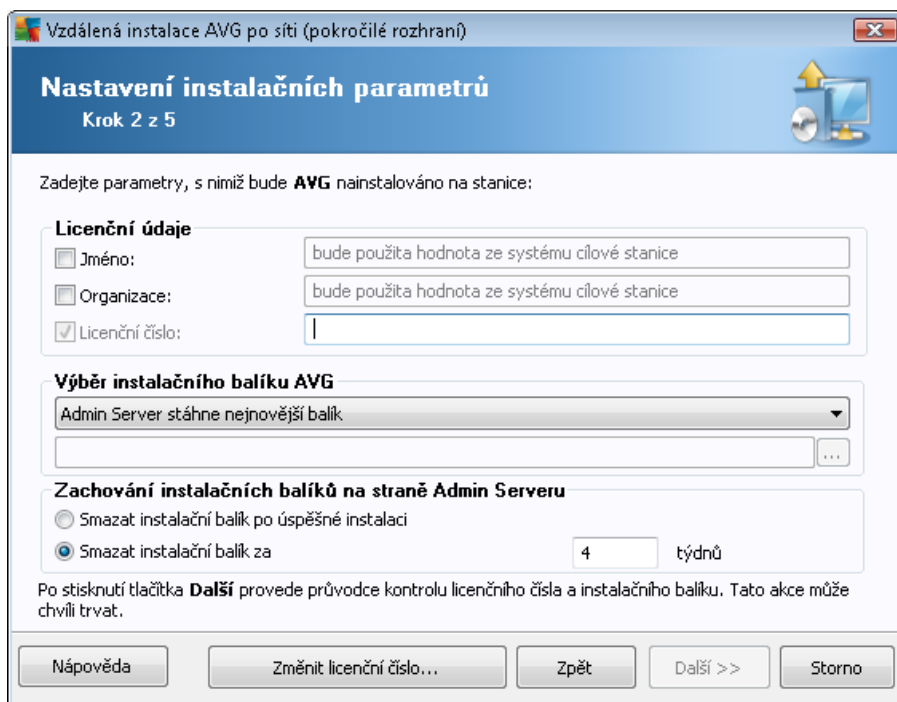 Vzdálená instalace AVG po síti (pokročilé rozhraní)
Nastavení instalačních parametrů
Krok 2 z 5
Zadejte parametry, s nimiž bude AVG nainstalováno na stanice:
Licenční údaje
Jméno: bude použita hodnota ze systému cílové stanice
Organizace: bude použita hodnota ze systému cílové stanice
Licenční číslo:
Výběr instalačního balíku AVG
Admin Server stáhne nejnovější balík
...
Zachování instalačních balíků na straně Admin Serveru
Smazat instalační balík po úspěšné instalaci
Smazat instalační balík za 4 týdnů
Po stisknutí tlačítka Další provede průvodce kontrolu licenčního čísla a instalačního balíku. Tato akce může
chvíli trvat.
Nápověda Změnit licenční číslo... Zpět Další >> Storno